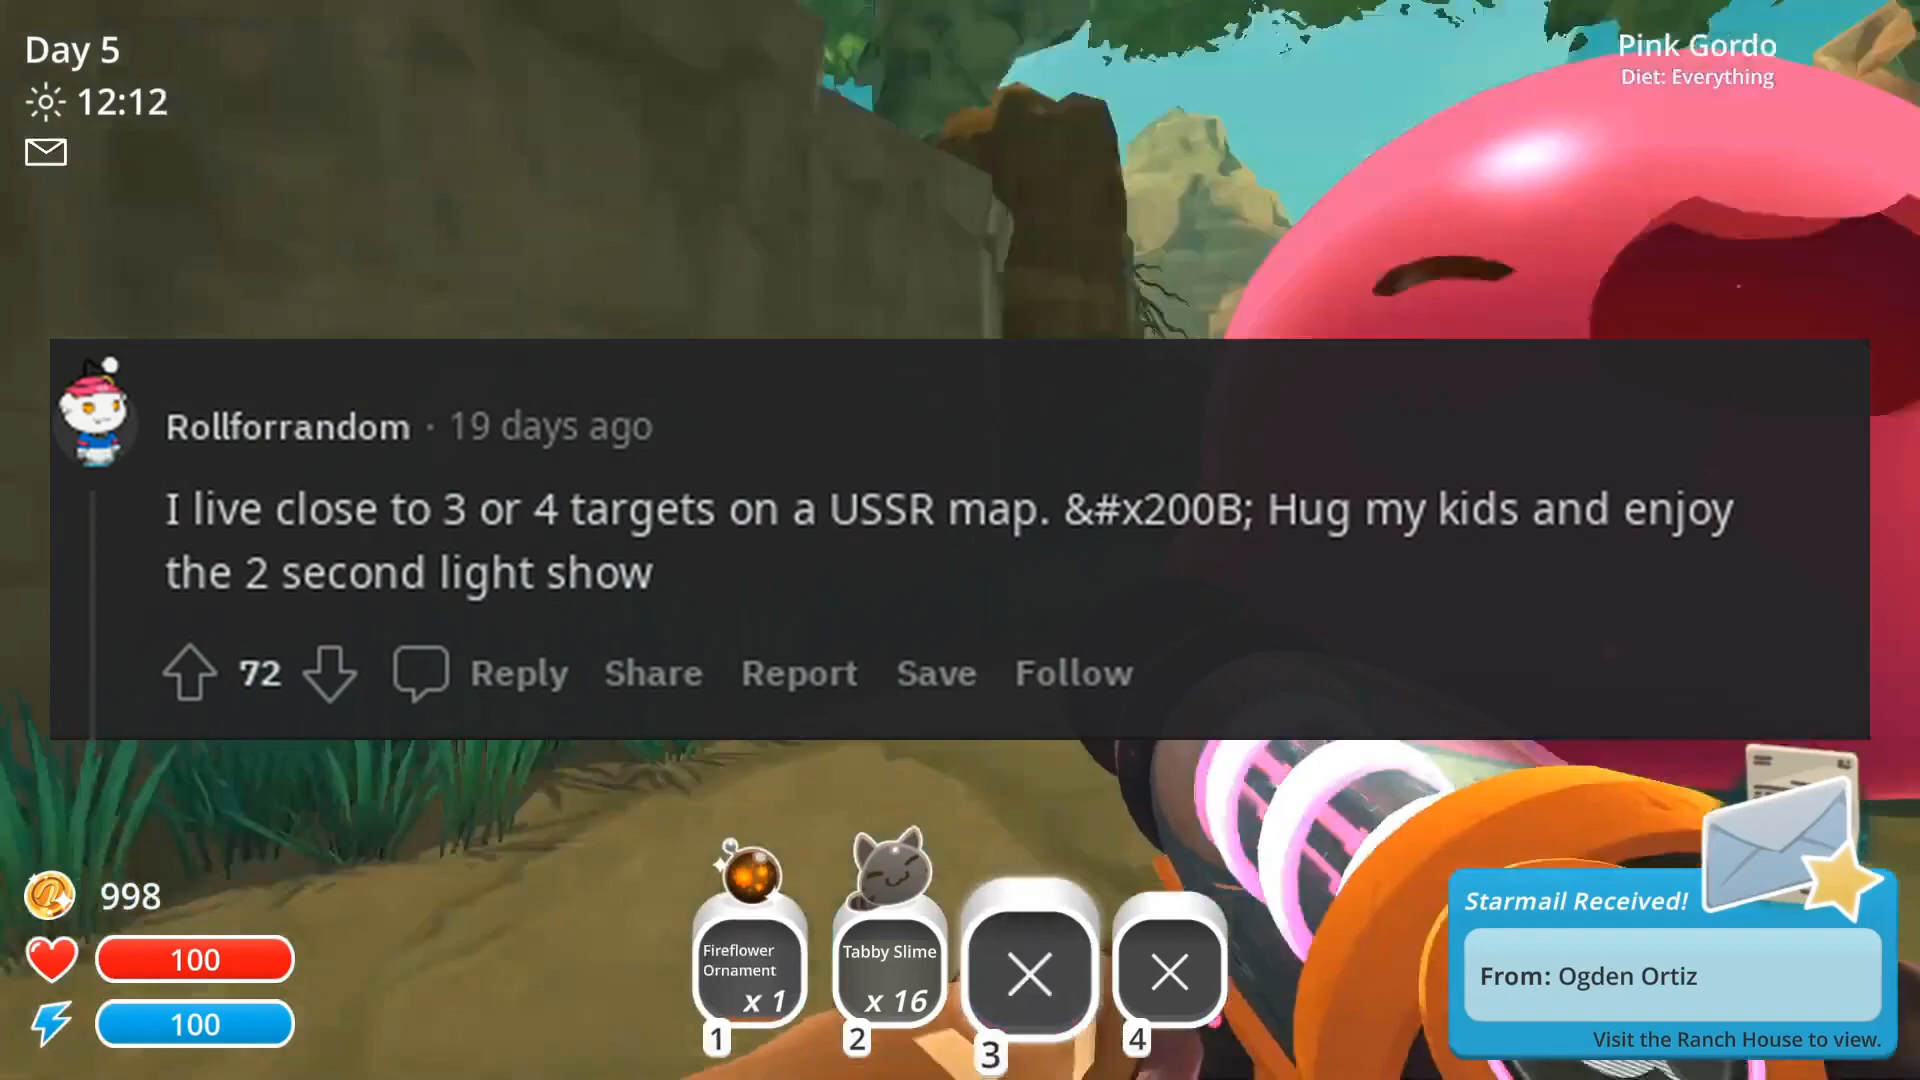 Day 5
12:12
Pink Gordo
Diet: Everything
Rollforrandom · 19 days ago
I live close to 3 or 4 targets on a USSR map. &#x200B; Hug my kids and enjoy
the 2 second light show
72 Reply Share Report Save Follow
998
100
100
Fireflower
Ornament
x 1
1
Tabby Slime
x 16
2
3
4
Starmail Received!
From: Ogden Ortiz
Visit the Ranch House to view.